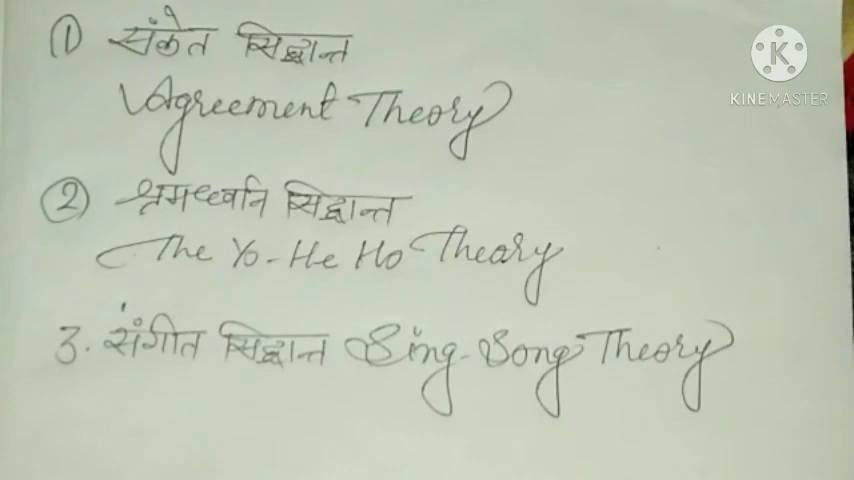 ① संकेत सिद्धान्त
Agreement Theory
② श्रमध्वनि सिद्धान्त
The Yo-He Ho Theory
3. संगीत सिद्धान्त Sing-Song Theory
K
KINEMASTER